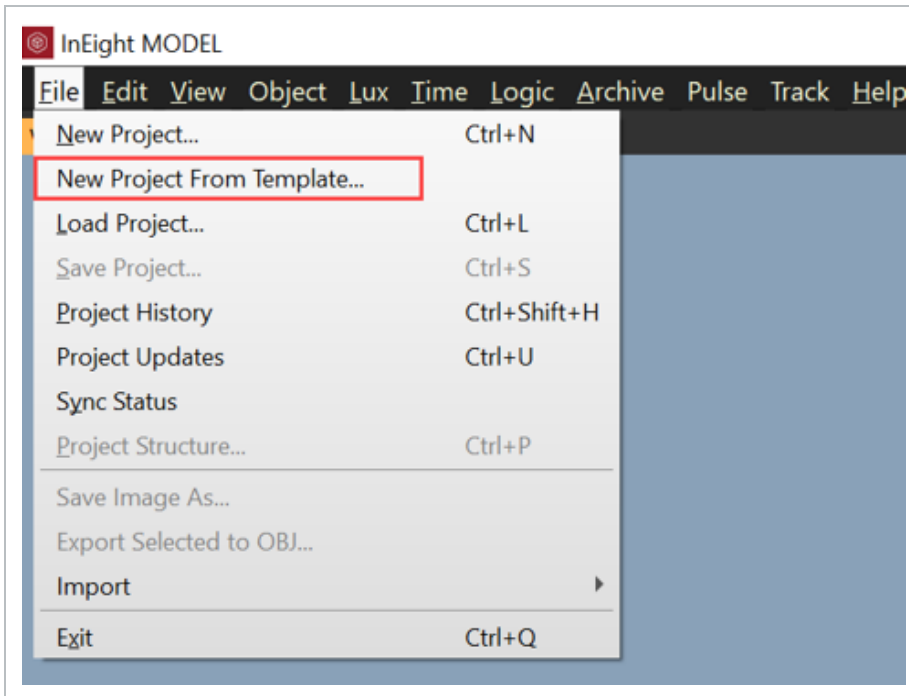 InEight MODEL
File Edit View Object Lux Time Logic Archive Pulse Track Help
New Project... Ctrl+N
New Project From Template...
Load Project... Ctrl+L
Save Project... Ctrl+S
Project History Ctrl+Shift+H
Project Updates Ctrl+U
Sync Status
Project Structure... Ctrl+P
Save Image As...
Export Selected to OBJ...
Import
Exit Ctrl+Q